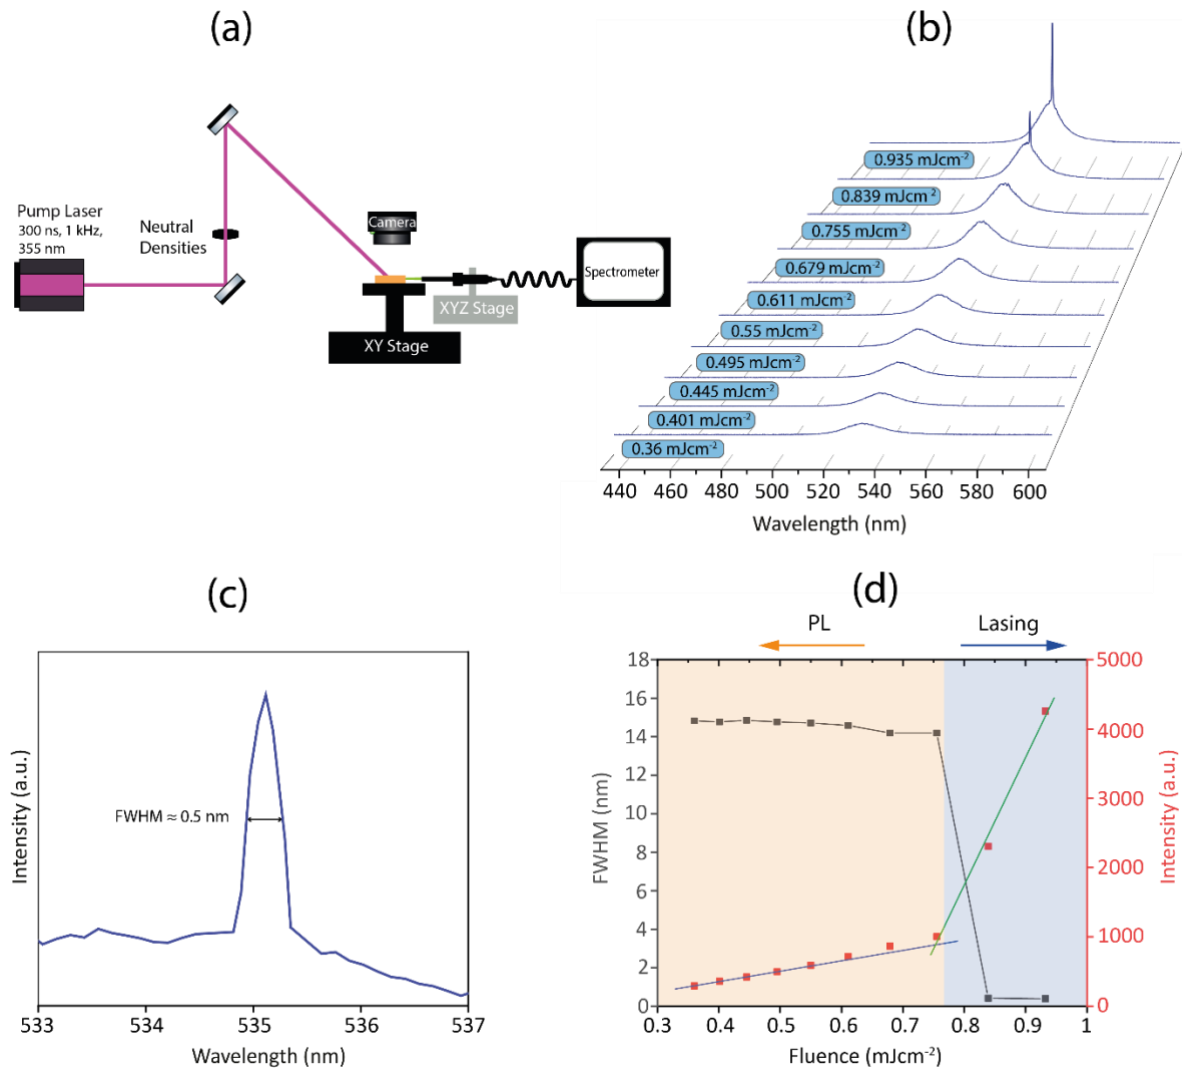 (a)
Pump Laser
300 ns, 1 kHz,
355 nm
Neutral
Densities
Camera
XYZ Stage
XY Stage
Spectrometer
(b)
0.935 mJcm-2
0.839 mJcm-2
0.755 mJcm-2
0.679 mJcm-2
0.611 mJcm-2
0.55 mJcm-2
0.495 mJcm-2
0.445 mJcm-2
0.401 mJcm-2
0.36 mJcm-2
440 460 480 500 520 540 560 580 600
Wavelength (nm)
(c)
Intensity (a.u.)
FWHM ≈ 0.5 nm
533 534 535 536 537
Wavelength (nm)
(d)
PL Lasing
FWHM (nm)
18
16
14
12
10
8
6
4
2
0
5000
4000
3000
2000
1000
0
Intensity (a.u.)
0.3 0.4 0.5 0.6 0.7 0.8 0.9 1
Fluence (mJcm-2)